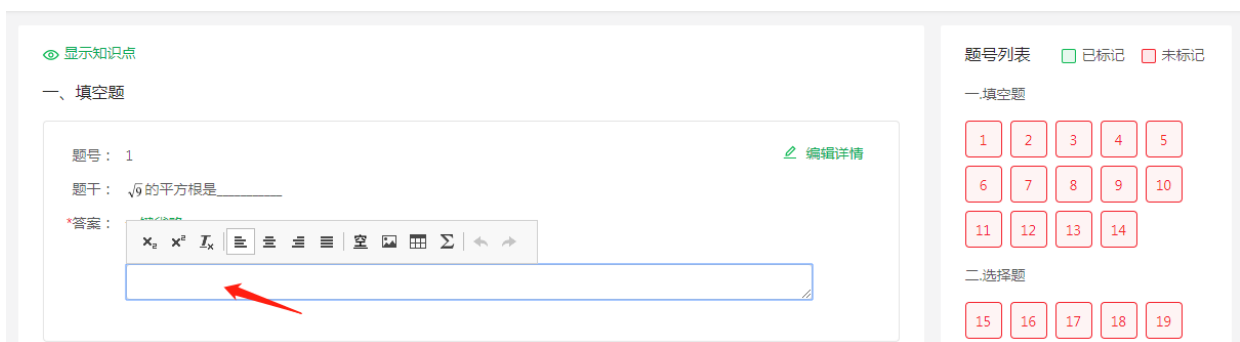 显示知识点
一、填空题
题号： 1
编辑详情
题干： √9的平方根是_________
*答案：
空
题号列表 已标记 未标记
一.填空题
1 2 3 4 5
6 7 8 9 10
11 12 13 14
二.选择题
15 16 17 18 19